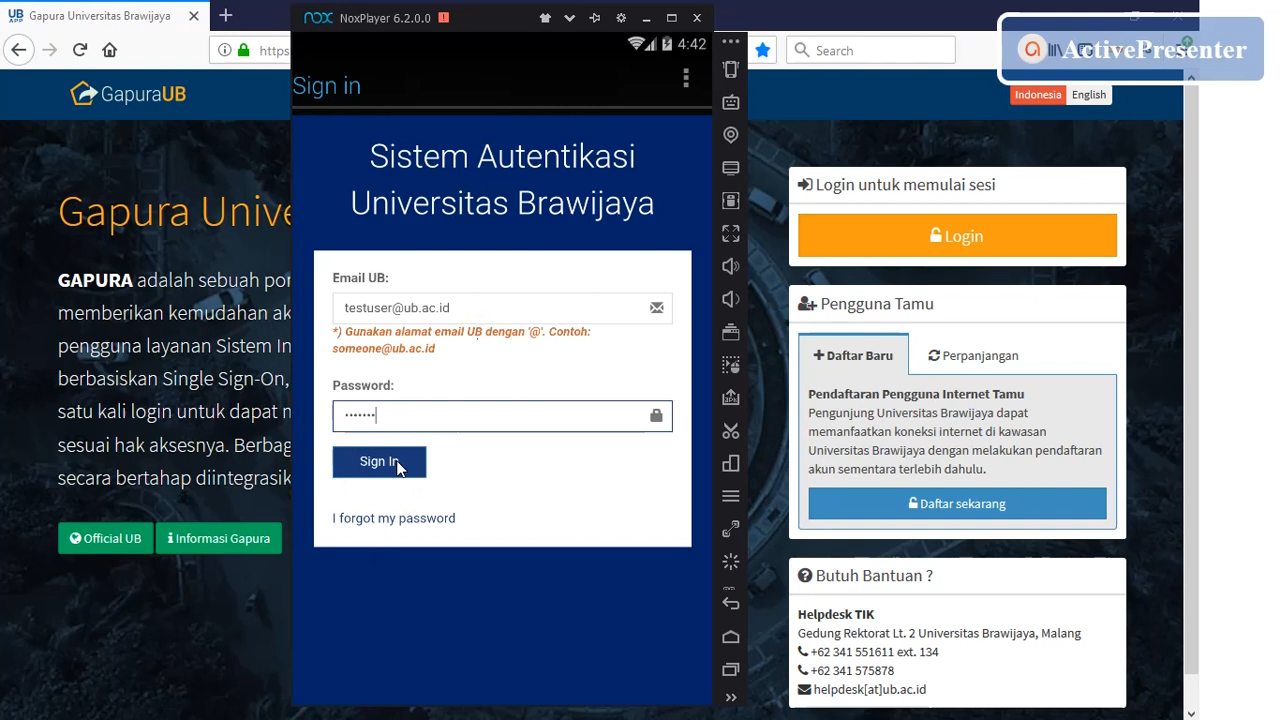 Gapura Universitas Brawijaya
nox NoxPlayer 6.2.0.0
ActivePresenter
https
Search
4:42
Sign in
GapuraUB
Indonesia English
Gapura Unive
GAPURA adalah sebuah por
memberikan kemudahan ak
pengguna layanan Sistem In
berbasiskan Single Sign-On,
satu kali login untuk dapat m
sesuai hak aksesnya. Berbag
secara bertahap diintegrasik
Official UB
Informasi Gapura
Sistem Autentikasi
Universitas Brawijaya
Email UB:
testuser@ub.ac.id
*) Gunakan alamat email UB dengan '@'. Contoh:
someone@ub.ac.id
Password:
•••••••
Sign In
I forgot my password
Login untuk memulai sesi
Login
Pengguna Tamu
Daftar Baru
Perpanjangan
Pendaftaran Pengguna Internet Tamu
Pengunjung Universitas Brawijaya dapat
memanfaatkan koneksi internet di kawasan
Universitas Brawijaya dengan melakukan pendaftaran
akun sementara terlebih dahulu.
Daftar sekarang
Butuh Bantuan ?
Helpdesk TIK
Gedung Rektorat Lt. 2 Universitas Brawijaya, Malang
+62 341 551611 ext. 134
+62 341 575878
helpdesk[at]ub.ac.id